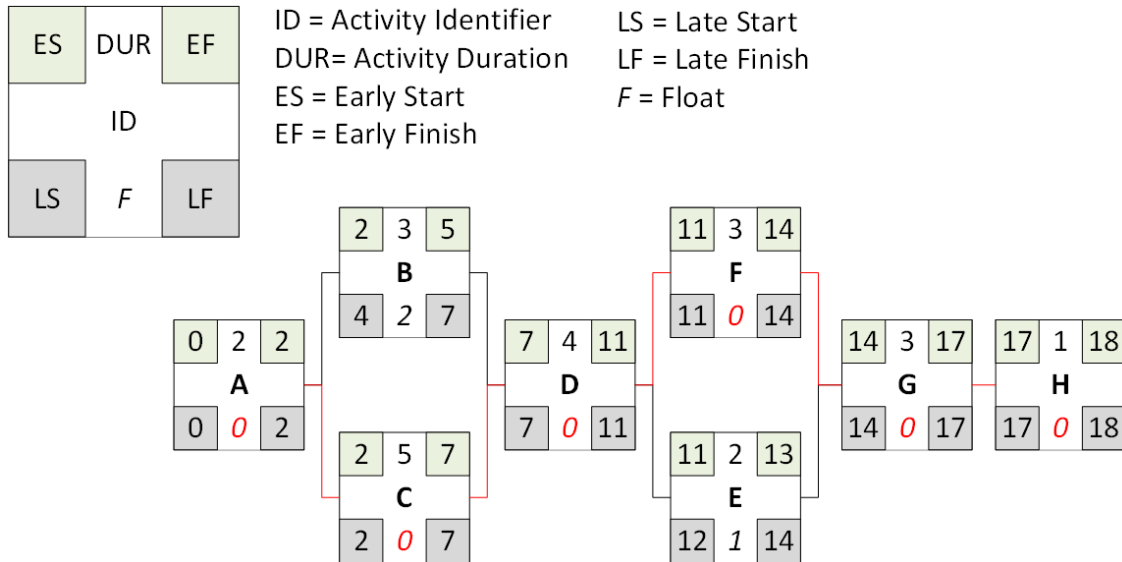 ES DUR EF
ID
LS F LF
ID = Activity Identifier
DUR= Activity Duration
ES = Early Start
EF = Early Finish
LS = Late Start
LF = Late Finish
F = Float
0 2 2
A
0 0 2
2 3 5
B
4 2 7
2 5 7
C
2 0 7
7 4 11
D
7 0 11
11 3 14
F
11 0 14
11 2 13
E
12 1 14
14 3 17
G
14 0 17
17 1 18
H
17 0 18